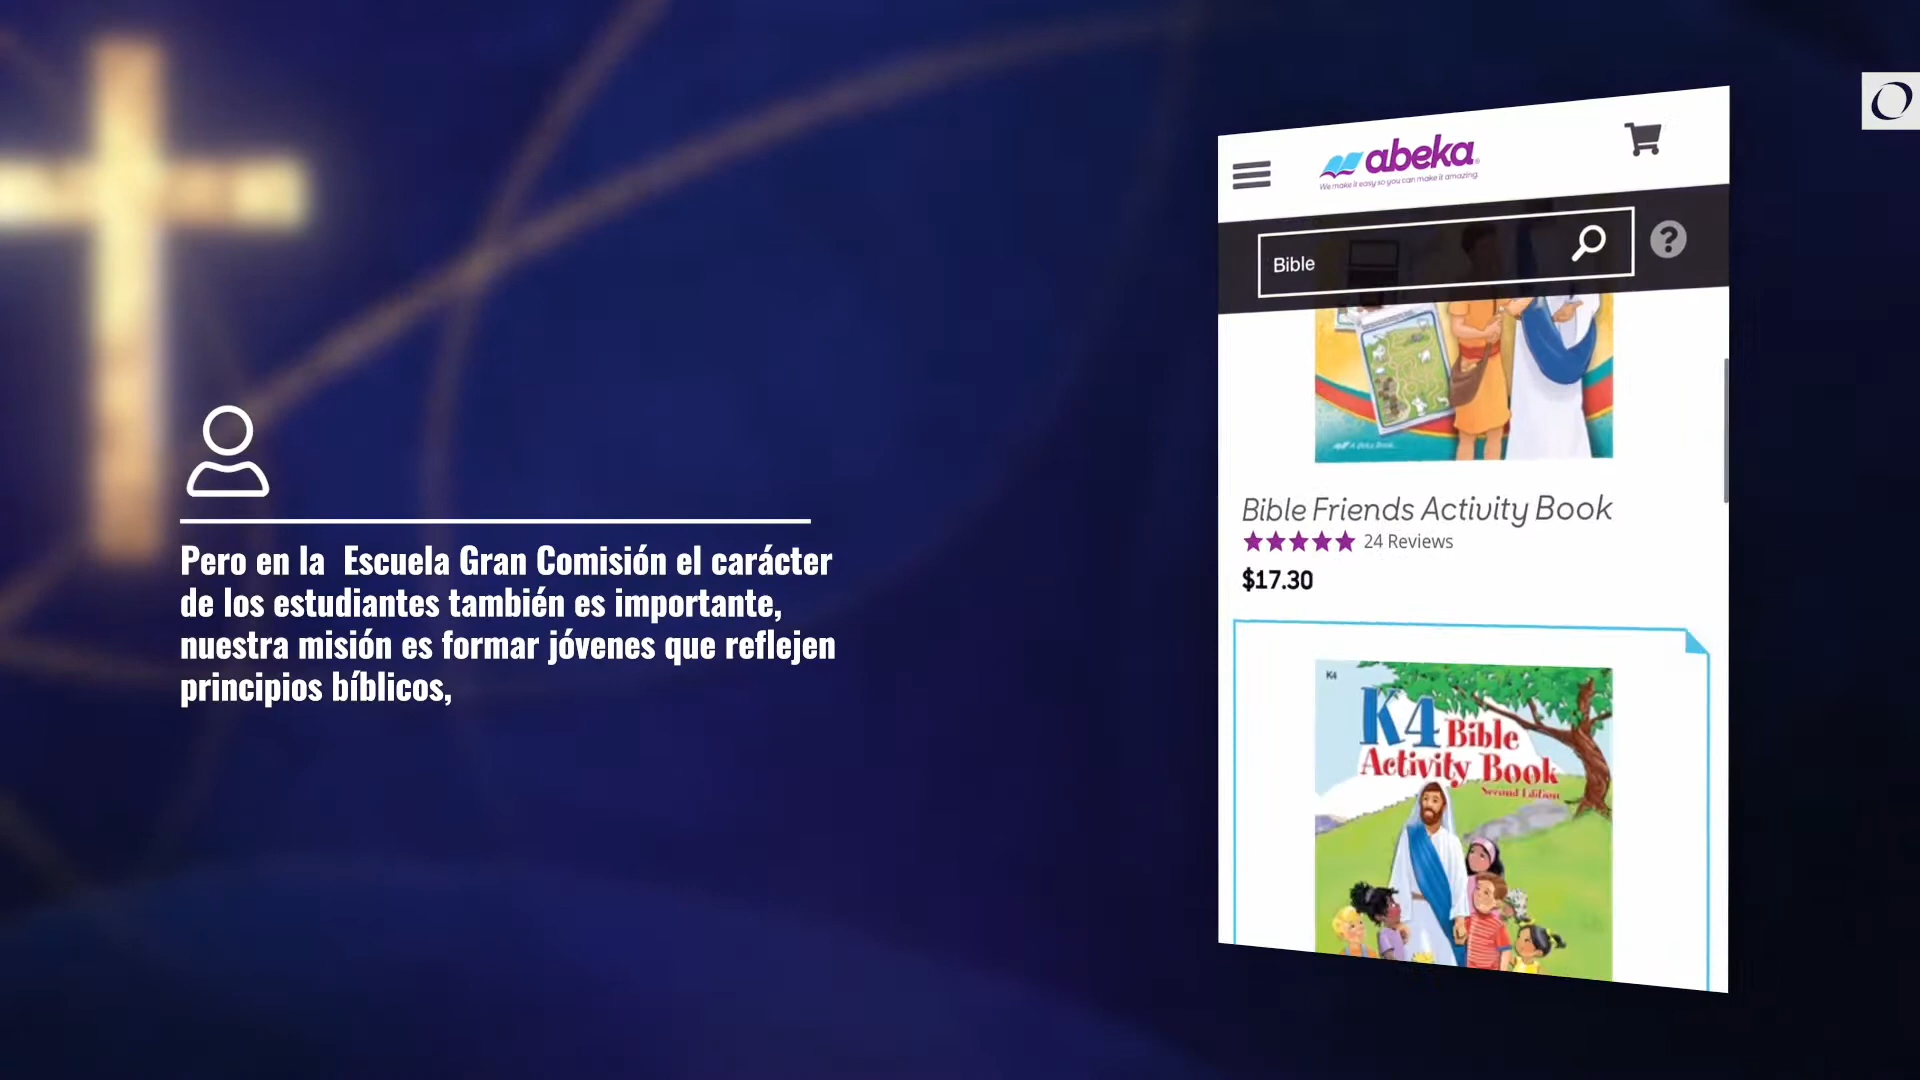 Pero en la  Escuela Gran Comisión el carácter
de los estudiantes también es importante,
nuestra misión es formar jóvenes que reflejen
principios bíblicos,
abeka
We make it easy so you can make it amazing.
Bible
?
A Beka Book
Bible Friends Activity Book
24 Reviews
$17.30
K4
K4 Bible
Activity Book
Second Edition